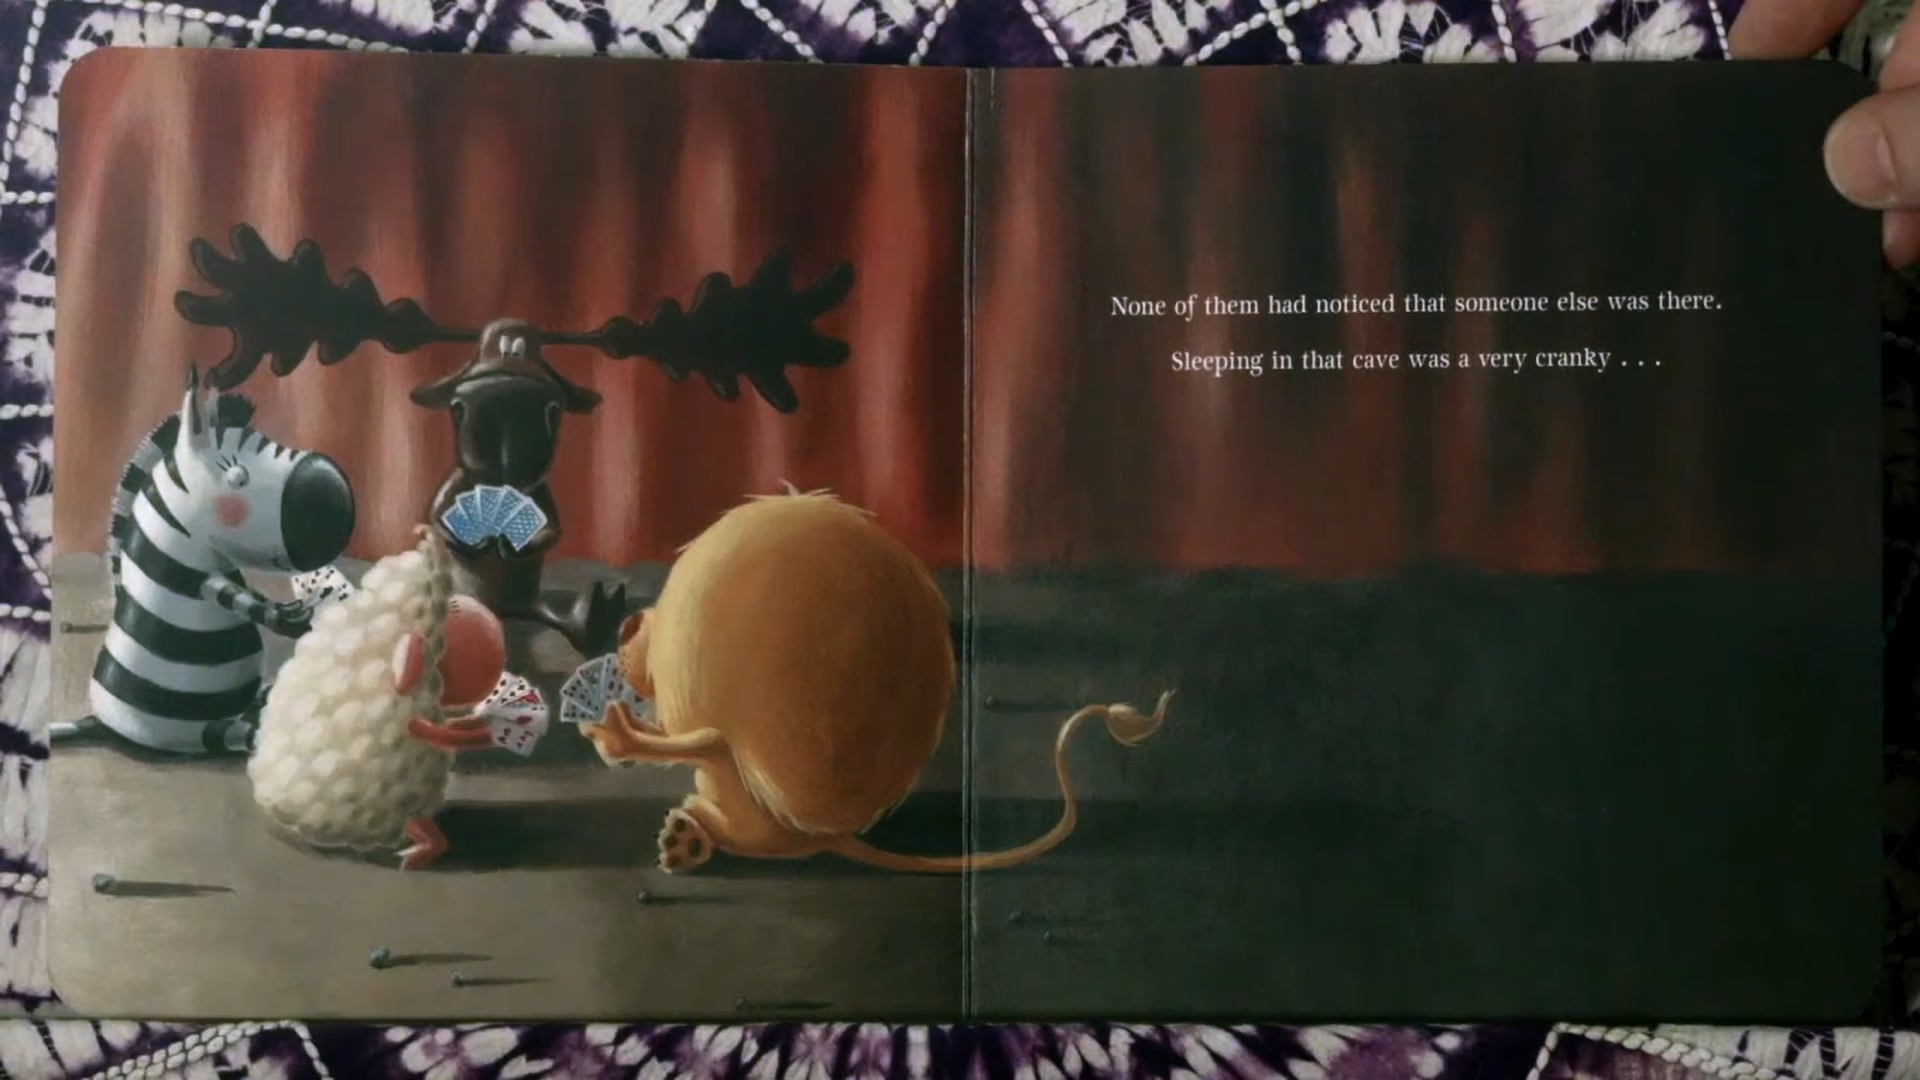 None of them had noticed that someone else was there.
Sleeping in that cave was a very cranky . . .